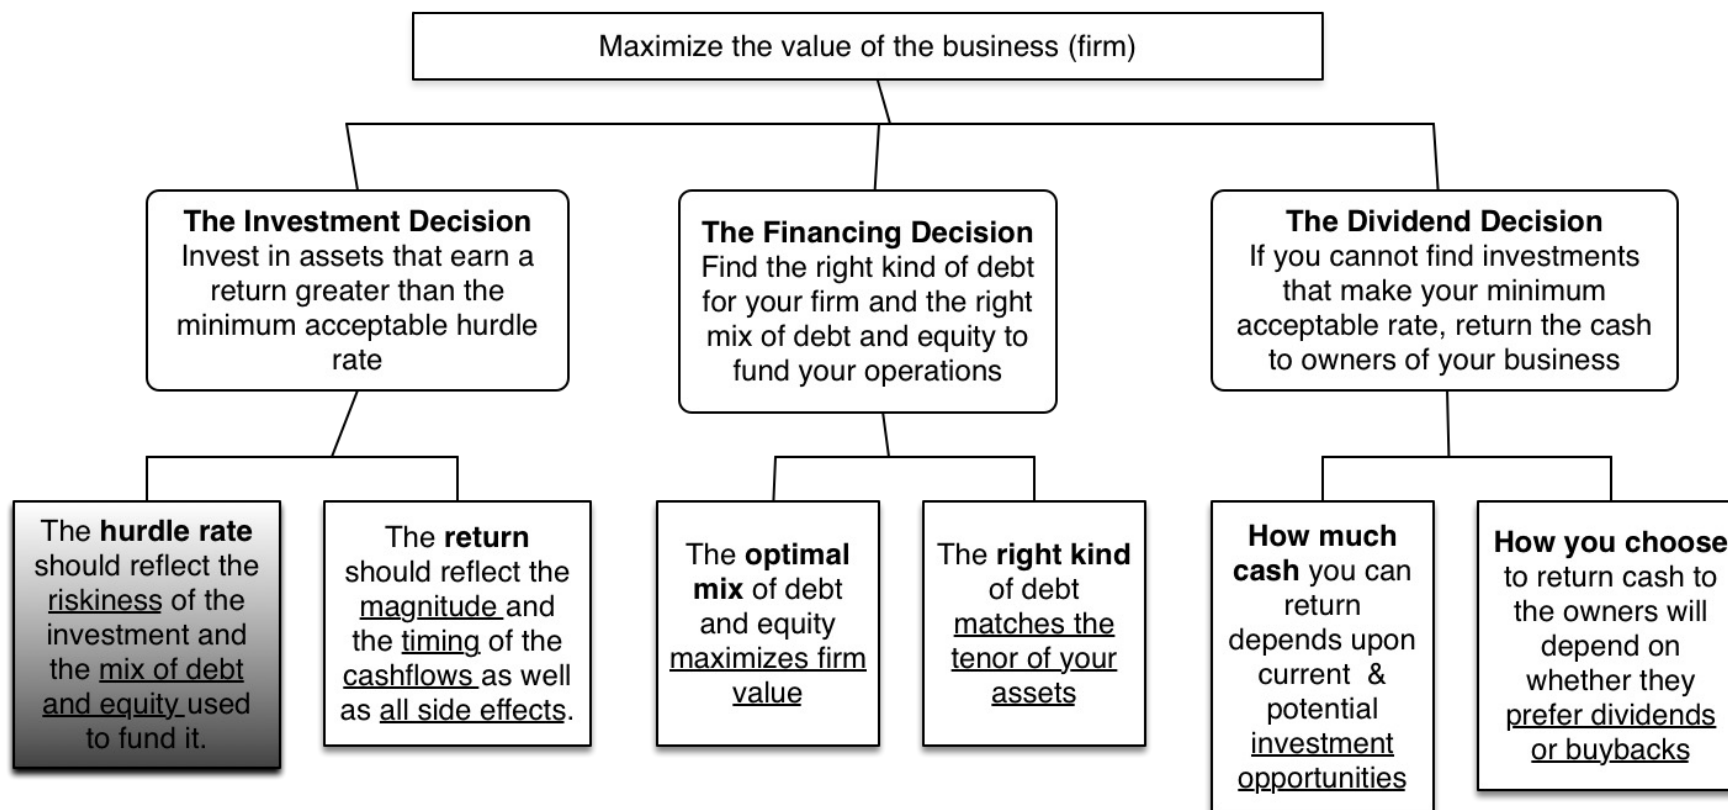 Maximize the value of the business (firm)
The Investment Decision
Invest in assets that earn a
return greater than the
minimum acceptable hurdle
rate
The Financing Decision
Find the right kind of debt
for your firm and the right
mix of debt and equity to
fund your operations
The Dividend Decision
If you cannot find investments
that make your minimum
acceptable rate, return the cash
to owners of your business
The hurdle rate
should reflect the
riskiness of the
investment and
the mix of debt
and equity used
to fund it.
The return
should reflect the
magnitude and
the timing of the
cashflows as well
as all side effects.
The optimal
mix of debt
and equity
maximizes firm
value
The right kind
of debt
matches the
tenor of your
assets
How much
cash you can
return
depends upon
current &
potential
investment
opportunities
How you choose
to return cash to
the owners will
depend on
whether they
prefer dividends
or buybacks